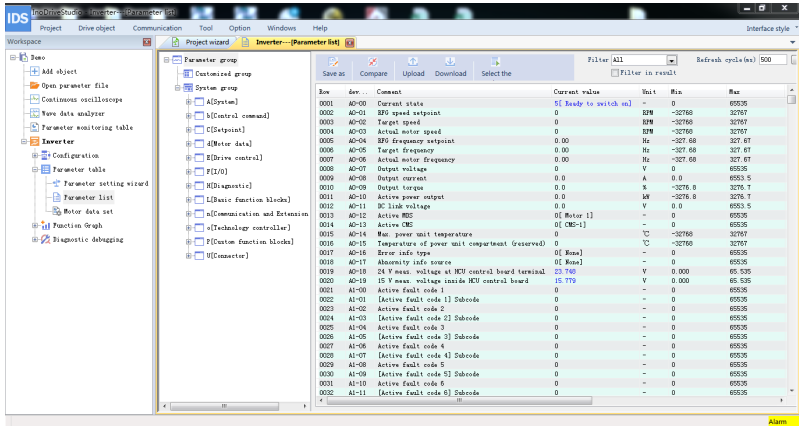 IDS
InoDriveStudio - Inverter---[Parameter list]
Project Drive object Communication Tool Option Windows Help
Interface style
Workspace
Project wizard Inverter---[Parameter list]
Demo
Add object
Open parameter file
Continuous oscilloscope
Wave data analyzer
Parameter monitoring table
Inverter
Configuration
Parameter table
Parameter setting wizard
Parameter list
Motor data set
Function Graph
Diagnostic debugging
Parameter group
Customized group
System group
A[System]
b[Control command]
C[Setpoint]
d[Motor data]
E[Drive control]
F[I/O]
H[Diagnostic]
L[Basic function blocks]
n[Communication and Extension
o[Technology controller]
P[Custom function blocks]
U[Connector]
Save as Compare Upload Download Select the
Filter All Refresh cycle(ms) 500
Filter in result
Row dev... Comment Current value Unit Min Max
0001 A0-00 Current state 5[ Ready to switch on] - 0 65535
0002 A0-01 RFG speed setpoint 0 RPM -32768 32767
0003 A0-02 Target speed 0 RPM -32768 32767
0004 A0-03 Actual motor speed 0 RPM -32768 32767
0005 A0-04 RFG frequency setpoint 0.00 Hz -327.68 327.67
0006 A0-05 Target frequency 0.00 Hz -327.68 327.67
0007 A0-06 Actual motor frequency 0.00 Hz -327.68 327.67
0008 A0-07 Output voltage 0 V 0 65535
0009 A0-08 Output current 0.0 A 0.0 6553.5
0010 A0-09 Output torque 0.0 % -3276.8 3276.7
0011 A0-10 Active power output 0.0 kW -3276.8 3276.7
0012 A0-11 DC link voltage 0.0 V 0.0 6553.5
0013 A0-12 Active MDS 0[ Motor 1] - 0 65535
0014 A0-13 Active CMS 0[ CMS-1] - 0 65535
0015 A0-14 Max. power unit temperature 0 ℃ -32768 32767
0016 A0-15 Temperature of power unit compartment (reserved) 0 ℃ -32768 32767
0017 A0-16 Error info type 0[ None] - 0 65535
0018 A0-17 Abnormity info source 0[ None] - 0 65535
0019 A0-18 24 V meas. voltage at MCU control board terminal 23.748 V 0.000 65.535
0020 A0-19 15 V meas. voltage inside MCU control board 15.779 V 0.000 65.535
0021 A1-00 Active fault code 1 0 - 0 65535
0022 A1-01 [Active fault code 1] Subcode 0 - 0 65535
0023 A1-02 Active fault code 2 0 - 0 65535
0024 A1-03 [Active fault code 2] Subcode 0 - 0 65535
0025 A1-04 Active fault code 3 0 - 0 65535
0026 A1-05 [Active fault code 3] Subcode 0 - 0 65535
0027 A1-06 Active fault code 4 0 - 0 65535
0028 A1-07 [Active fault code 4] Subcode 0 - 0 65535
0029 A1-08 Active fault code 5 0 - 0 65535
0030 A1-09 [Active fault code 5] Subcode 0 - 0 65535
0031 A1-10 Active fault code 6 0 - 0 65535
0032 A1-11 [Active fault code 6] Subcode 0 - 0 65535
Alarm